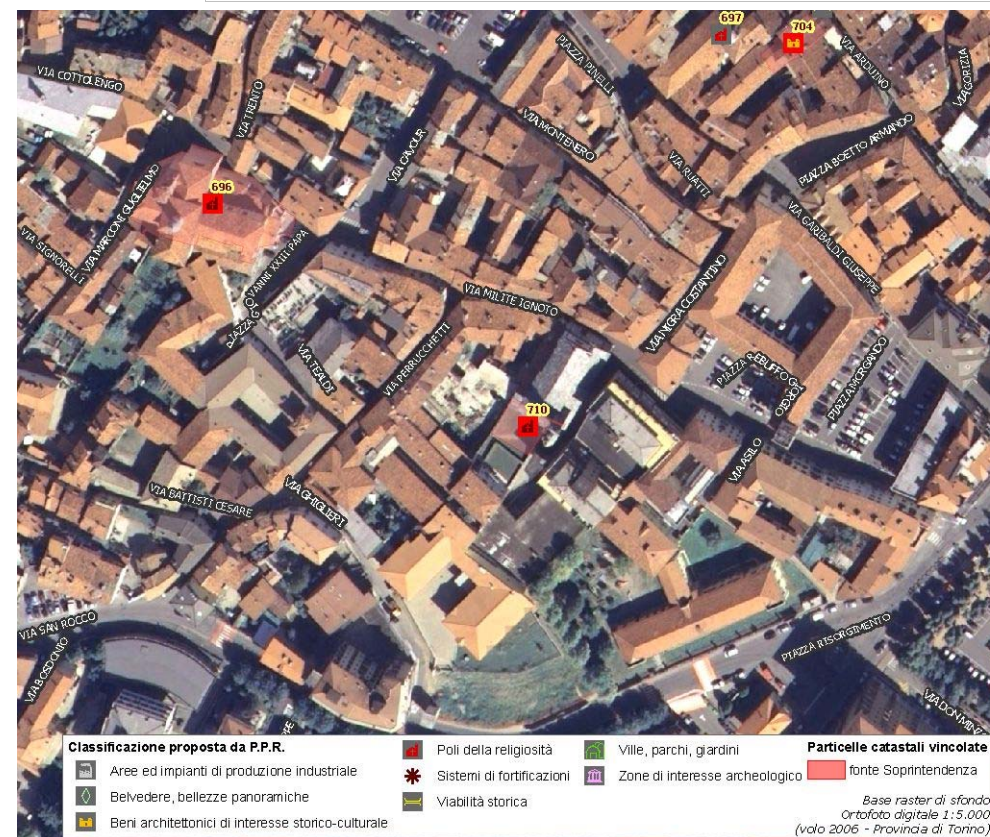 697
704
PIAZZA PINELLI
VIA ARDUINO
VIA GORIZIA
VIA COTTOLENGO
VIA TRENTO
VIA MONTENERO
VIA CAVOUR
PIAZZA BOETTO ARMANDO
VIA RUATTI
696
VIA MARCONI GUGLIELMO
VIA SIGNORELLI
VIA GARIBALDI GIUSEPPE
PIAZZA GIOVANNI XXIII PAPA
VIA NIGRA COSTANTINO
VIA MILITE IGNOTO
VIA TEALDI
VIA PERRUCCHETTI
PIAZZA REBUFFO GIORGIO
PIAZZA MORGANDO
710
VIA ASILO
VIA BATTISTI CESARE
VIA GHIGLIERI
VIA SAN ROCCO
VIA BOSDONIO
PIAZZA RISORGIMENTO
VIA DON MINZ
PPE
Classificazione proposta da P.P.R.
Aree ed impianti di produzione industriale
Belvedere, bellezze panoramiche
Beni architettonici di interesse storico-culturale
Poli della religiosità
Sistemi di fortificazioni
Viabilità storica
Ville, parchi, giardini
Zone di interesse archeologico
Particelle catastali vincolate
fonte Soprintendenza
Base raster di sfondo
Ortofoto digitale 1:5.000
(volo 2006 - Provincia di Torino)